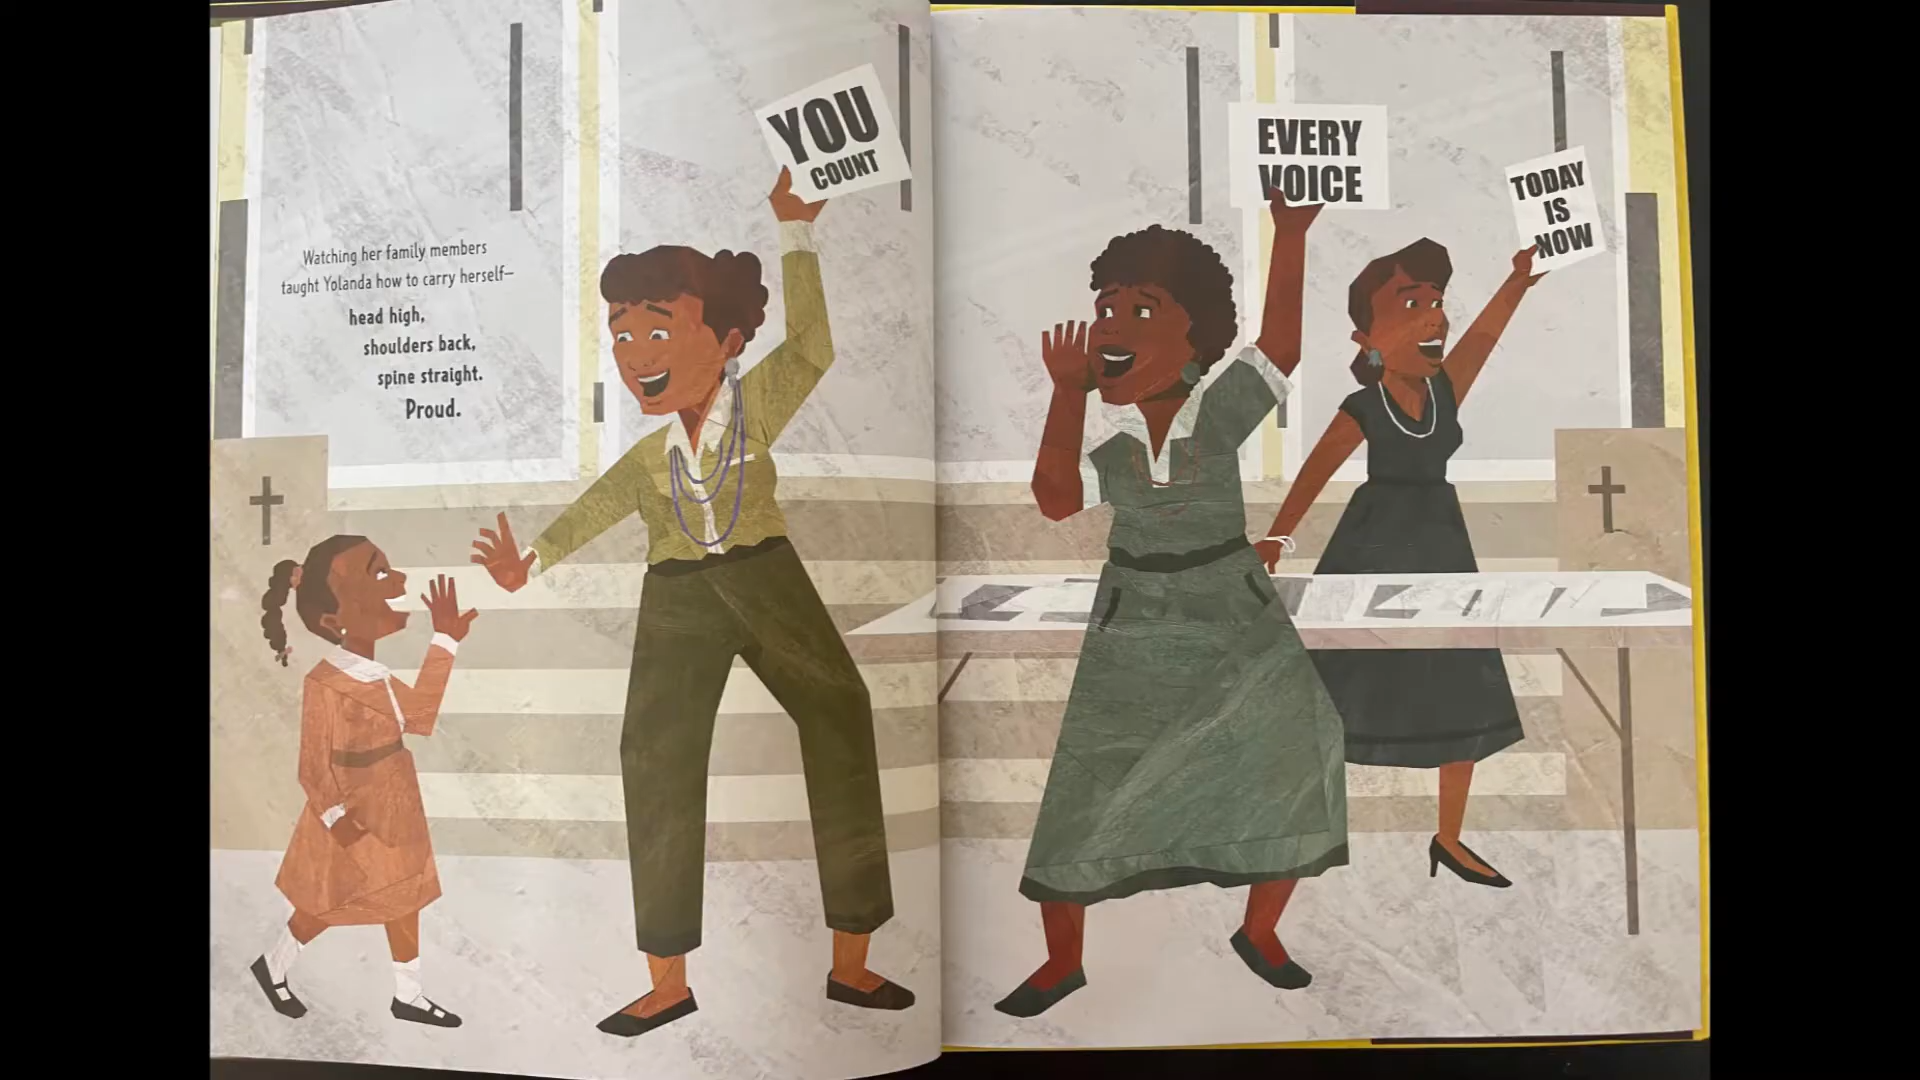 Watching her family members
taught Yolanda how to carry herself—
head high,
shoulders back,
spine straight.
Proud.
YOU
COUNT
EVERY
VOICE
TODAY
IS
NOW